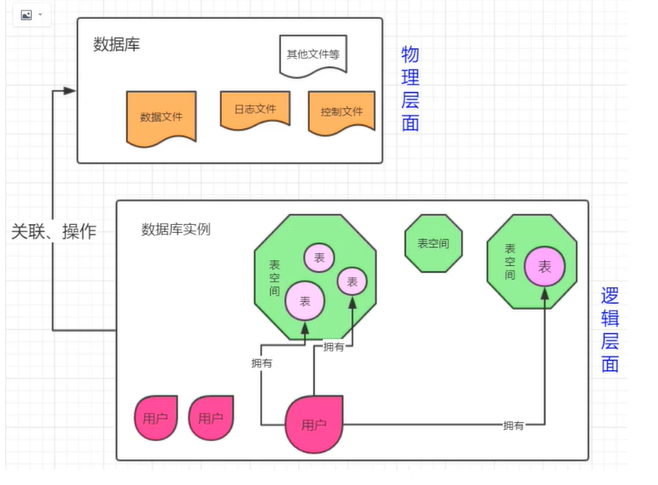 数据库
其他文件等
数据文件
日志文件
控制文件
物理层面
关联、操作
数据库实例
表空间
表
表
表
表空间
表空间
表
逻辑层面
拥有
拥有
拥有
用户
用户
用户